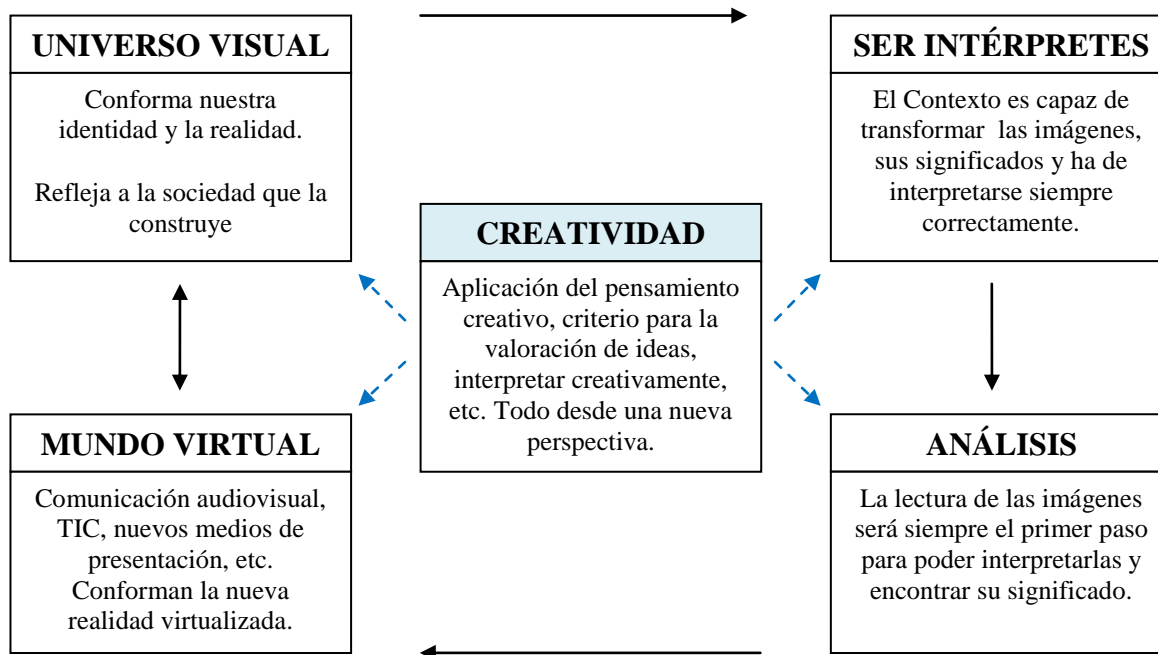 UNIVERSO VISUAL
Conforma nuestra
identidad y la realidad.
Refleja a la sociedad que la
construye
SER INTÉRPRETES
El Contexto es capaz de
transformar las imágenes,
sus significados y ha de
interpretarse siempre
correctamente.
CREATIVIDAD
Aplicación del pensamiento
creativo, criterio para la
valoración de ideas,
interpretar creativamente,
etc. Todo desde una nueva
perspectiva.
MUNDO VIRTUAL
Comunicación audiovisual,
TIC, nuevos medios de
presentación, etc.
Conforman la nueva
realidad virtualizada.
ANÁLISIS
La lectura de las imágenes
será siempre el primer paso
para poder interpretarlas y
encontrar su significado.